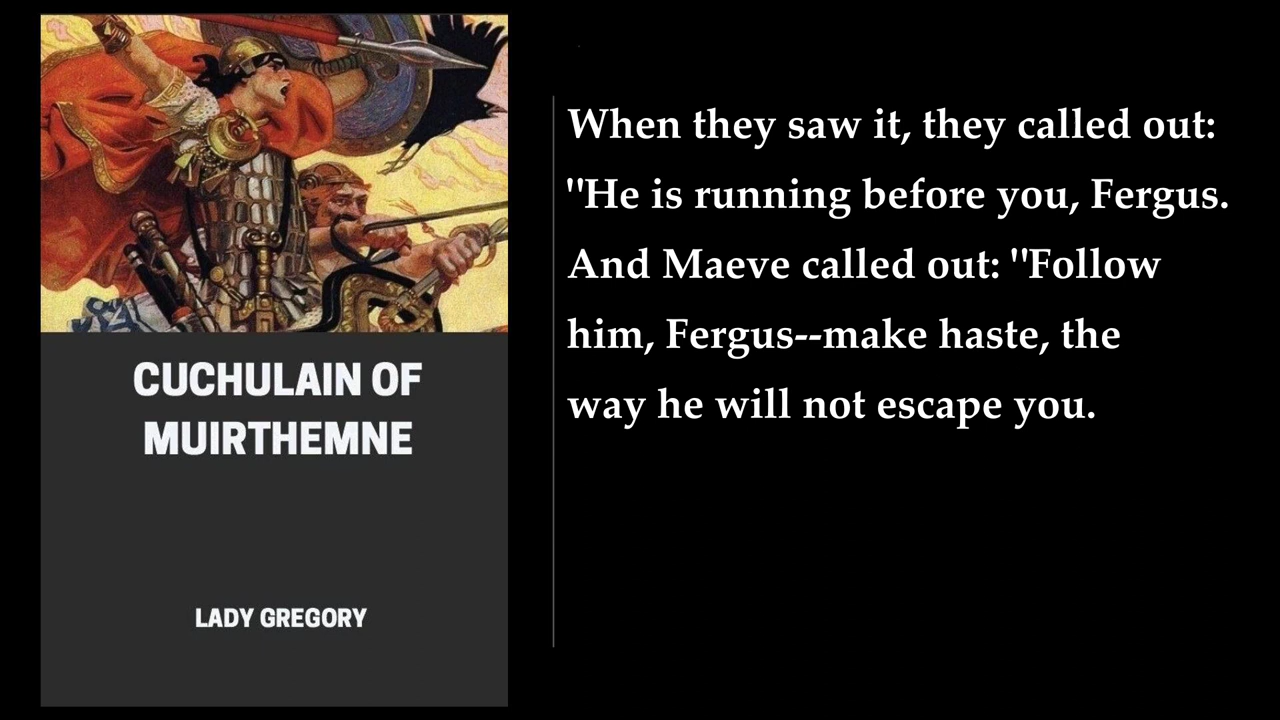 CUCHULAIN OF
MUIRTHEMNE
LADY GREGORY
When they saw it, they called out:
"He is running before you, Fergus.
And Maeve called out: "Follow
him, Fergus--make haste, the
way he will not escape you.